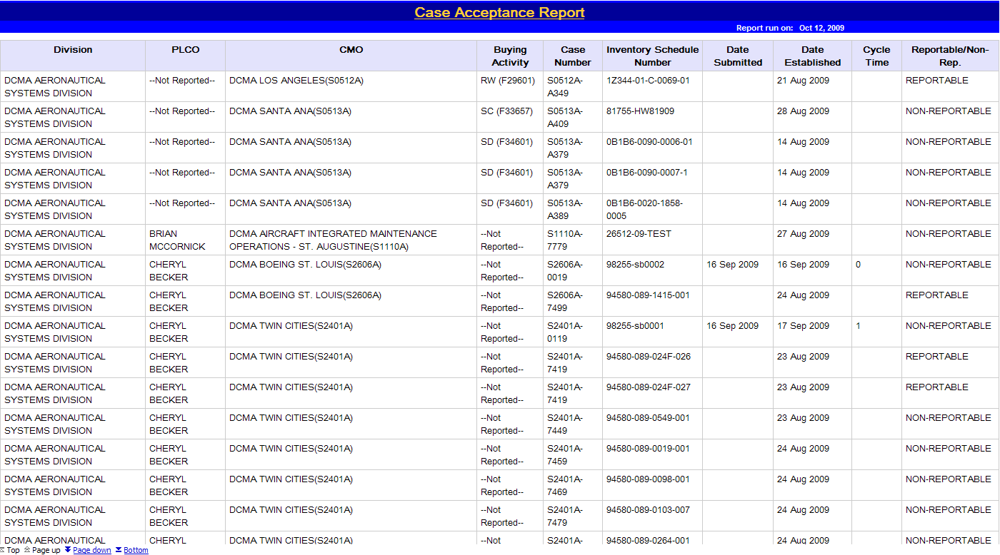 Case Acceptance Report
Report run on: Oct 12, 2009
Division PLCO CMO Buying Activity Case Number Inventory Schedule Number Date Submitted Date Established Cycle Time Reportable/Non-Rep.
DCMA AERONAUTICAL SYSTEMS DIVISION --Not Reported-- DCMA LOS ANGELES(S0512A) RW (F29601) S0512A-A349 1Z344-01-C-0069-01 21 Aug 2009 REPORTABLE
DCMA AERONAUTICAL SYSTEMS DIVISION --Not Reported-- DCMA SANTA ANA(S0513A) SC (F33657) S0513A-A409 81755-HW81909 28 Aug 2009 NON-REPORTABLE
DCMA AERONAUTICAL SYSTEMS DIVISION --Not Reported-- DCMA SANTA ANA(S0513A) SD (F34601) S0513A-A379 0B1B6-0090-0006-01 14 Aug 2009 NON-REPORTABLE
DCMA AERONAUTICAL SYSTEMS DIVISION --Not Reported-- DCMA SANTA ANA(S0513A) SD (F34601) S0513A-A379 0B1B6-0090-0007-1 14 Aug 2009 NON-REPORTABLE
DCMA AERONAUTICAL SYSTEMS DIVISION --Not Reported-- DCMA SANTA ANA(S0513A) SD (F34601) S0513A-A389 0B1B6-0020-1858-0005 14 Aug 2009 NON-REPORTABLE
DCMA AERONAUTICAL SYSTEMS DIVISION BRIAN MCCORNICK DCMA AIRCRAFT INTEGRATED MAINTENANCE OPERATIONS - ST. AUGUSTINE(S1110A) --Not Reported-- S1110A-7779 26512-09-TEST 27 Aug 2009 NON-REPORTABLE
DCMA AERONAUTICAL SYSTEMS DIVISION CHERYL BECKER DCMA BOEING ST. LOUIS(S2606A) --Not Reported-- S2606A-0019 98255-sb0002 16 Sep 2009 16 Sep 2009 0 NON-REPORTABLE
DCMA AERONAUTICAL SYSTEMS DIVISION CHERYL BECKER DCMA BOEING ST. LOUIS(S2606A) --Not Reported-- S2606A-7499 94580-089-1415-001 24 Aug 2009 REPORTABLE
DCMA AERONAUTICAL SYSTEMS DIVISION CHERYL BECKER DCMA TWIN CITIES(S2401A) --Not Reported-- S2401A-0119 98255-sb0001 16 Sep 2009 17 Sep 2009 1 NON-REPORTABLE
DCMA AERONAUTICAL SYSTEMS DIVISION CHERYL BECKER DCMA TWIN CITIES(S2401A) --Not Reported-- S2401A-7419 94580-089-024F-026 23 Aug 2009 REPORTABLE
DCMA AERONAUTICAL SYSTEMS DIVISION CHERYL BECKER DCMA TWIN CITIES(S2401A) --Not Reported-- S2401A-7419 94580-089-024F-027 23 Aug 2009 REPORTABLE
DCMA AERONAUTICAL SYSTEMS DIVISION CHERYL BECKER DCMA TWIN CITIES(S2401A) --Not Reported-- S2401A-7449 94580-089-0549-001 23 Aug 2009 NON-REPORTABLE
DCMA AERONAUTICAL SYSTEMS DIVISION CHERYL BECKER DCMA TWIN CITIES(S2401A) --Not Reported-- S2401A-7459 94580-089-0019-001 24 Aug 2009 NON-REPORTABLE
DCMA AERONAUTICAL SYSTEMS DIVISION CHERYL BECKER DCMA TWIN CITIES(S2401A) --Not Reported-- S2401A-7469 94580-089-0098-001 24 Aug 2009 NON-REPORTABLE
DCMA AERONAUTICAL SYSTEMS DIVISION CHERYL BECKER DCMA TWIN CITIES(S2401A) --Not Reported-- S2401A-7479 94580-089-0103-007 24 Aug 2009 NON-REPORTABLE
DCMA AERONAUTICAL CHERYL DCMA TWIN CITIES(S2401A) --Not S2401A- 94580-089-0264-001 24 Aug 2009 NON-REPORTABLE
Top Page up Page down Bottom